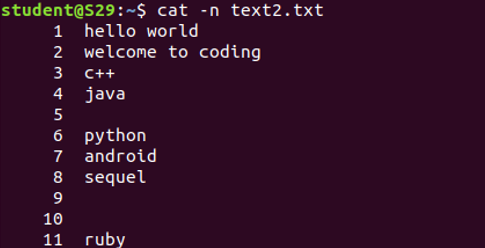 student@S29:~$ cat -n text2.txt
1 hello world
2 welcome to coding
3 c++
4 java
5
6 python
7 android
8 sequel
9
10
11 ruby